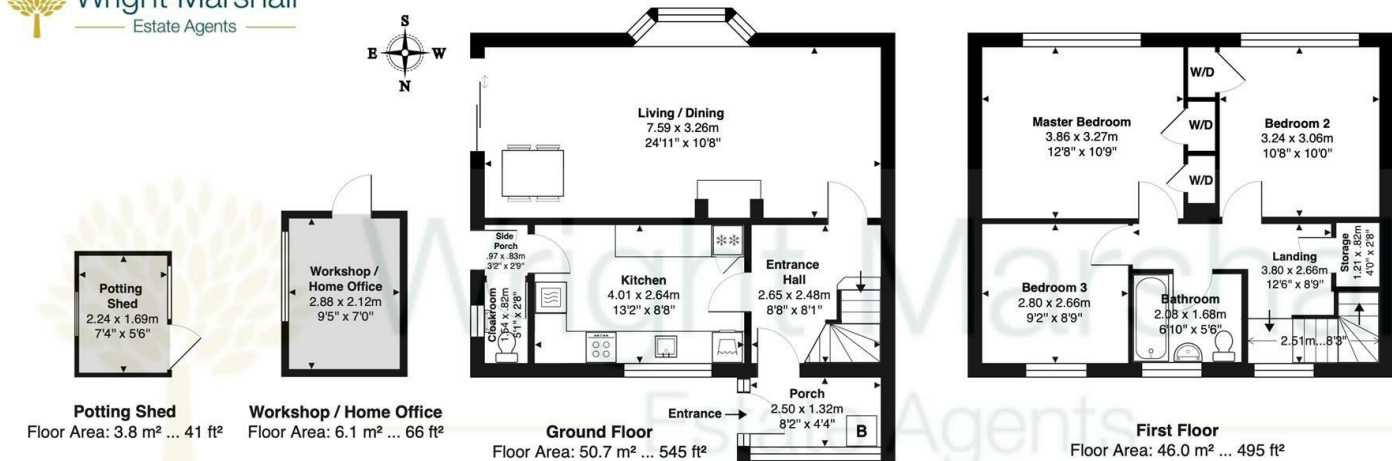 Wright Marshall
Estate Agents
S
E W
N
Living / Dining
7.59 x 3.26m
24'11" x 10'8"
Side
Porch
.97 x .83m
3'2" x 2'9"
Kitchen
4.01 x 2.64m
13'2" x 8'8"
Entrance
Hall
2.65 x 2.48m
8'8" x 8'1"
Cloakroom
1.54 x .82m
5'1" x 2'8"
Porch
2.50 x 1.32m
8'2" x 4'4"
Entrance
B
Ground Floor
Floor Area: 50.7 m² ... 545 ft²
Potting
Shed
2.24 x 1.69m
7'4" x 5'6"
Potting Shed
Floor Area: 3.8 m² ... 41 ft²
Workshop /
Home Office
2.88 x 2.12m
9'5" x 7'0"
Workshop / Home Office
Floor Area: 6.1 m² ... 66 ft²
Master Bedroom
3.86 x 3.27m
12'8" x 10'9"
W/D
W/D
W/D
Bedroom 2
3.24 x 3.06m
10'8" x 10'0"
Bedroom 3
2.80 x 2.66m
9'2" x 8'9"
Bathroom
2.08 x 1.68m
6'10" x 5'6"
Landing
3.80 x 2.66m
12'6" x 8'9"
Storage
1.21 x .82m
4'0" x 2'8"
2.51m...8'3"
First Floor
Floor Area: 46.0 m² ... 495 ft²
Wright Marshall
Estate Agents